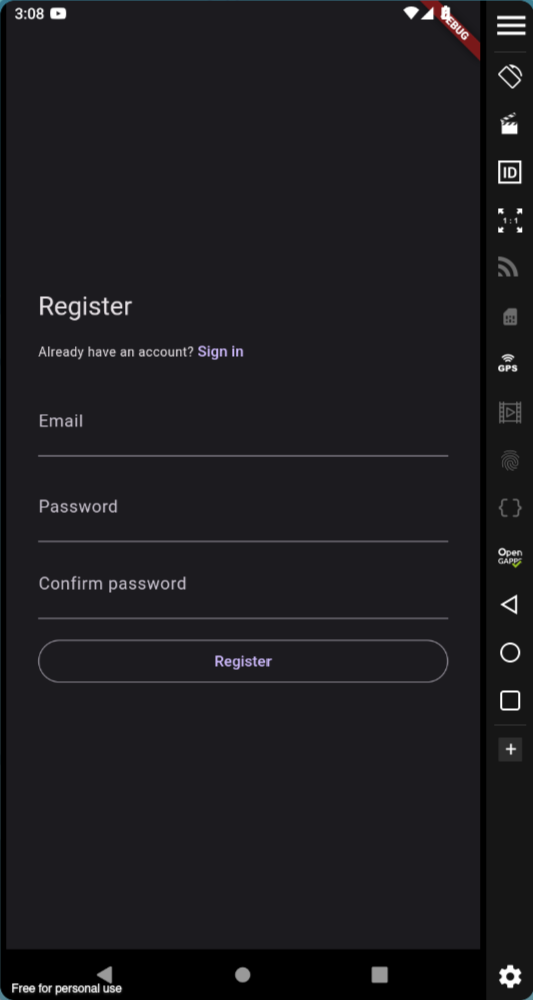 3:08
DEBUG
ID
1:1
Register
Already have an account? Sign in
GPS
Email
Password
Open
GAPPS
Confirm password
Register
Free for personal use